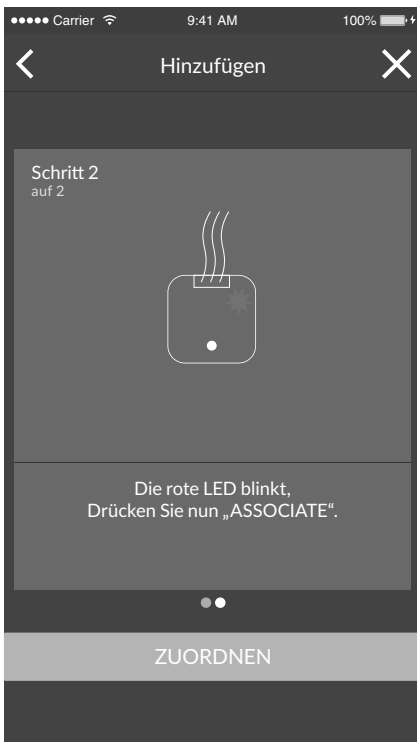 Carrier 9:41 AM 100%
Hinzufügen
Schritt 2
auf 2
Die rote LED blinkt,
Drücken Sie nun „ASSOCIATE“.
ZUORDNEN